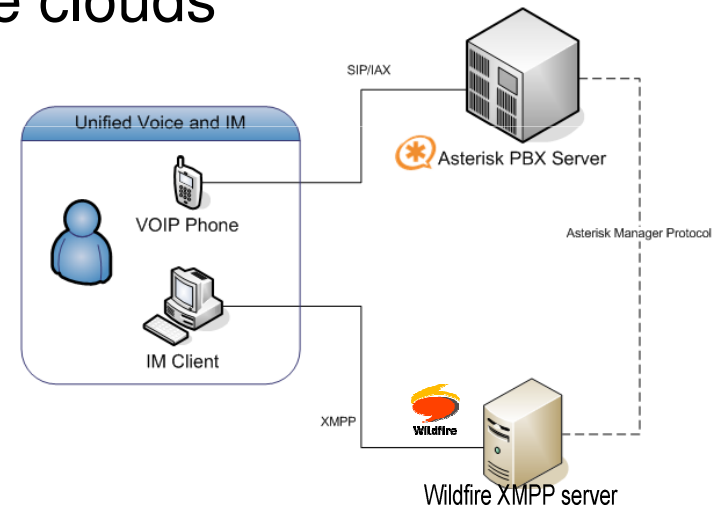 e clouds
SIP/IAX
Unified Voice and IM
Asterisk PBX Server
VOIP Phone
Asterisk Manager Protocol
IM Client
XMPP
Wildfire
Wildfire XMPP server